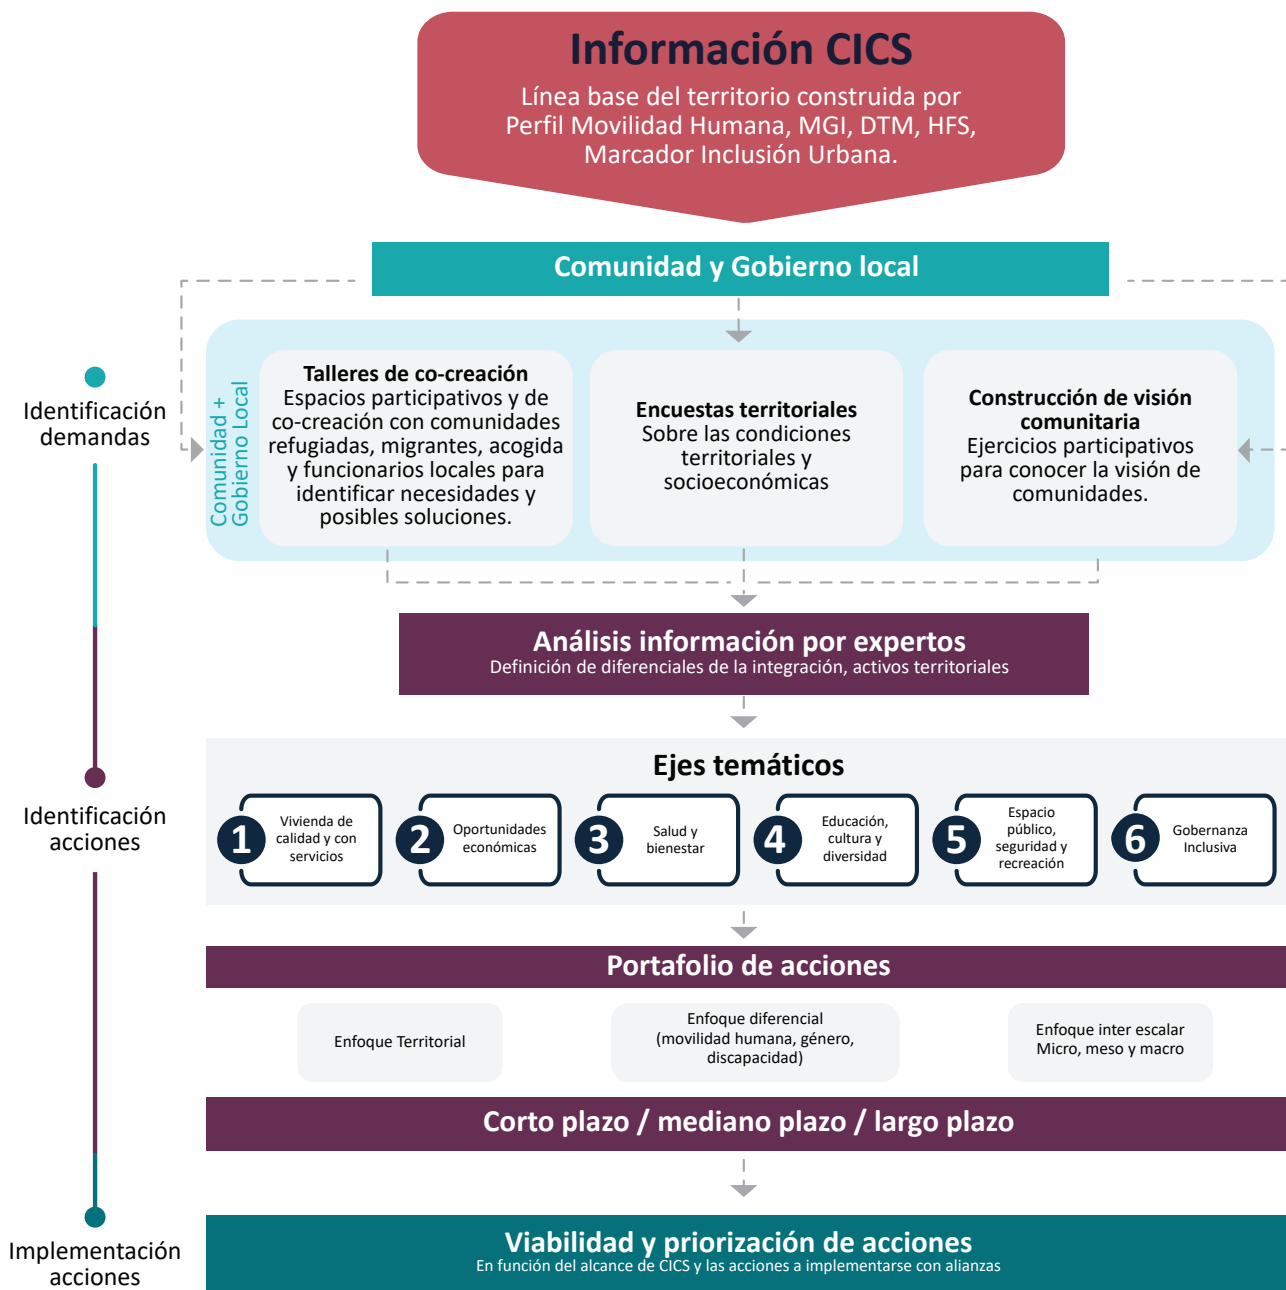 Información CICS
Línea base del territorio construida por
Perfil Movilidad Humana, MGI, DTM, HFS,
Marcador Inclusión Urbana.
Comunidad y Gobierno local
Identificación
demandas
Comunidad +
Gobierno Local
Talleres de co-creación
Espacios participativos y de
co-creación con comunidades
refugiadas, migrantes, acogida
y funcionarios locales para
identificar necesidades y
posibles soluciones.
Encuestas territoriales
Sobre las condiciones
territoriales y
socioeconómicas
Construcción de visión
comunitaria
Ejercicios participativos
para conocer la visión de
comunidades.
Análisis información por expertos
Definición de diferenciales de la integración, activos territoriales
Identificación
acciones
Ejes temáticos
1
Vivienda de
calidad y con
servicios
2
Oportunidades
económicas
3
Salud y
bienestar
4
Educación,
cultura y
diversidad
5
Espacio
público,
seguridad y
recreación
6
Gobernanza
Inclusiva
Portafolio de acciones
Enfoque Territorial
Enfoque diferencial
(movilidad humana, género,
discapacidad)
Enfoque inter escalar
Micro, meso y macro
Corto plazo / mediano plazo / largo plazo
Implementación
acciones
Viabilidad y priorización de acciones
En función del alcance de CICS y las acciones a implementarse con alianzas